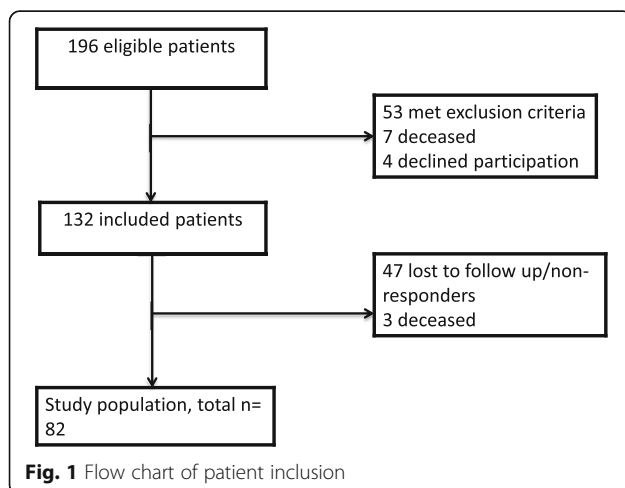 196 eligible patients
53 met exclusion criteria
7 deceased
4 declined participation
132 included patients
47 lost to follow up/non-
responders
3 deceased
Study population, total n=
82
Fig. 1 Flow chart of patient inclusion